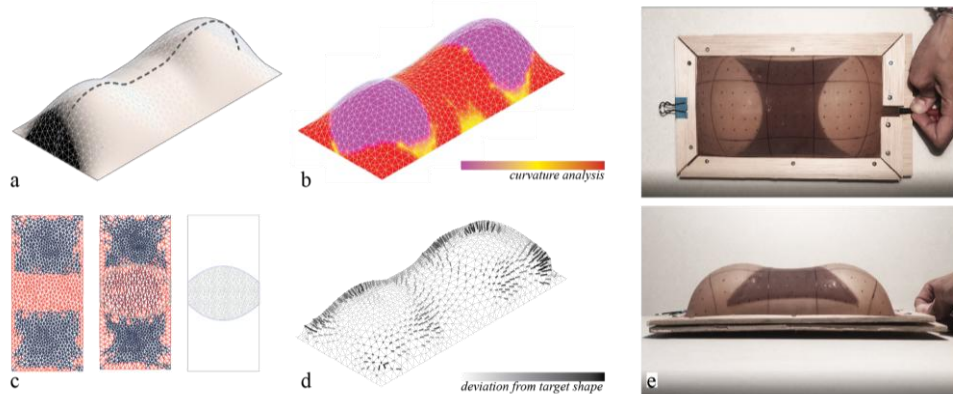 a
b
curvature analysis
c
d
deviation from target shape
e